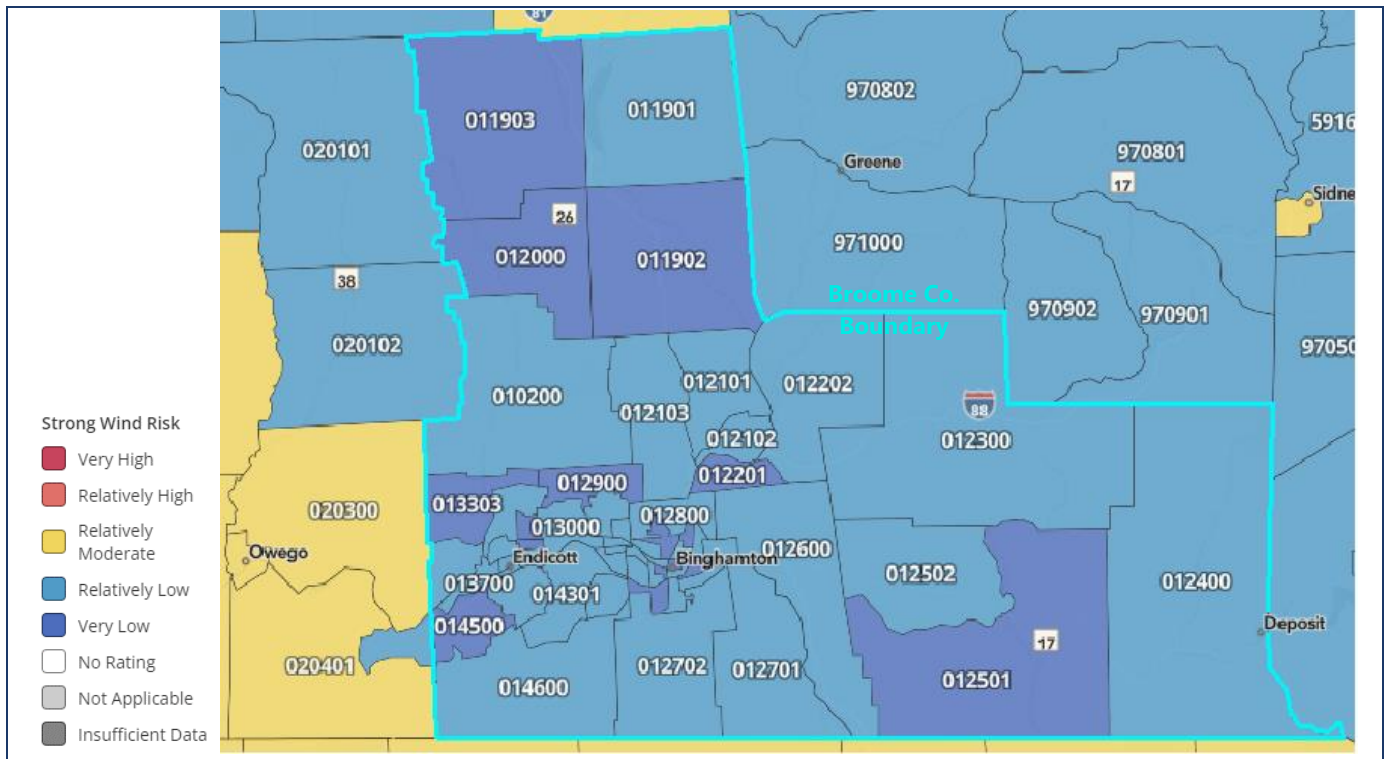 81
970802
011901
011903
5916
020101
970801
Greene
17
Sidne
26
971000
012000
011902
38
Broome Co.
Boundary
970902
970901
020102
97050
012101
012202
010200
88
012103
012102
012300
Strong Wind Risk
Very High
Relatively High
Relatively
Moderate
Relatively Low
Very Low
No Rating
Not Applicable
Insufficient Data
012201
012900
013303
020300
012800
013000
Owego
Endicott
Binghamton
012600
012502
013700
014301
012400
014500
Deposit
17
020401
012702
012701
014600
012501